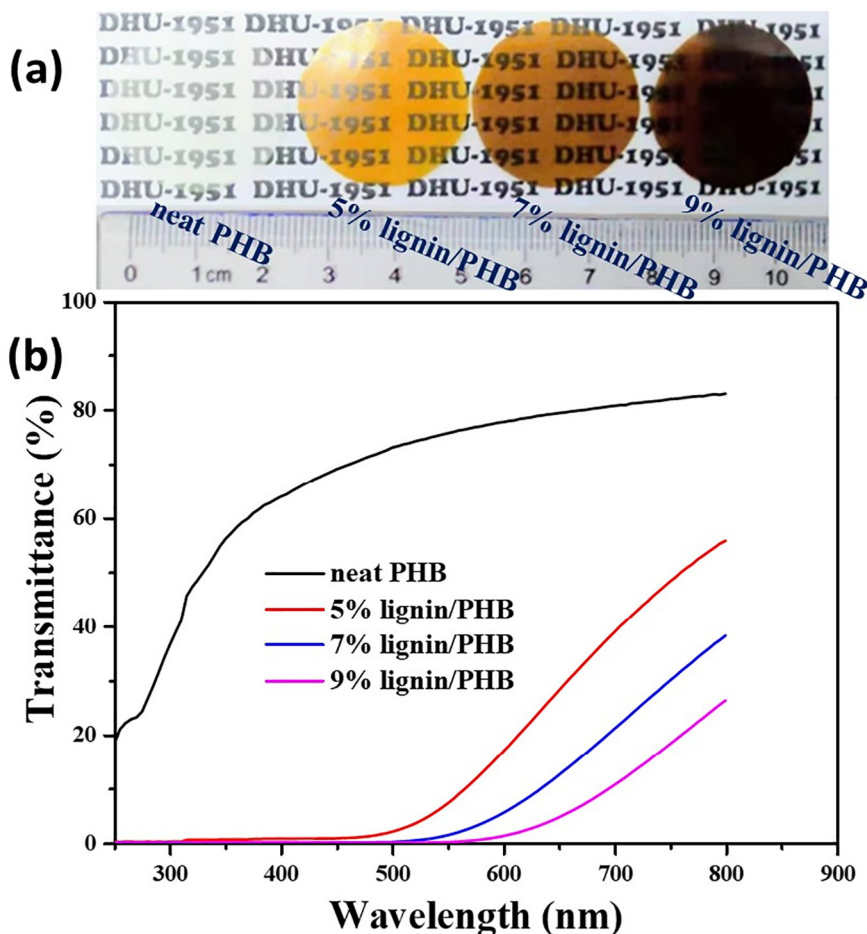 (a)
DHU-1951 DHU-1951 DHU-1951 DHU-1951 DHU-1951
DHU-1951 DHU-1951 DHU-1951 DHU-1951
DHU-1951 DHU-1951 DHU-1951 DHU-1951
DHU-1951 DHU-1951 DHU-1951 DHU-1951
DHU-1951 DHU-1951 DHU-1951 DHU-1951
DHU-1951 DHU-1951 DHU-1951 DHU-1951 DHU-1951
neat PHB 5% lignin/PHB 7% lignin/PHB 9% lignin/PHB
0 1 cm 2 3 4 5 6 7 8 9 10
(b)
Transmittance (%)
100
80
60
40
20
0
neat PHB
5% lignin/PHB
7% lignin/PHB
9% lignin/PHB
300 400 500 600 700 800 900
Wavelength (nm)